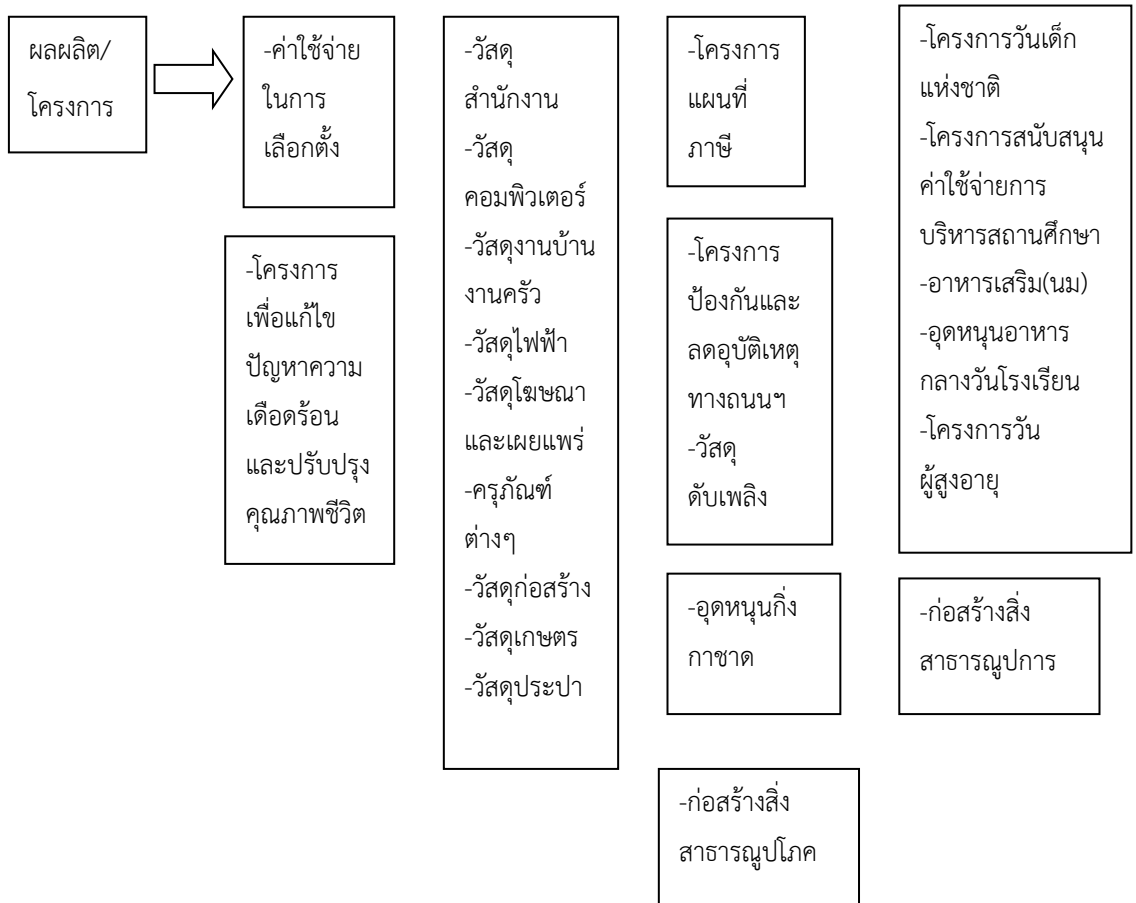 ผลผลิต/
โครงการ
-ค่าใช้จ่าย
ในการ
เลือกตั้ง
-โครงการ
เพื่อแก้ไข
ปัญหาความ
เดือดร้อน
และปรับปรุง
คุณภาพชีวิต
-วัสดุ
สำนักงาน
-วัสดุ
คอมพิวเตอร์
-วัสดุงานบ้าน
งานครัว
-วัสดุไฟฟ้า
-วัสดุโฆษณา
และเผยแพร่
-ครุภัณฑ์
ต่างๆ
-วัสดุก่อสร้าง
-วัสดุเกษตร
-วัสดุประปา
-โครงการ
แผนที่
ภาษี
-โครงการ
ป้องกันและ
ลดอุบัติเหตุ
ทางถนนฯ
-วัสดุ
ดับเพลิง
-อุดหนุนกิ่ง
กาชาด
-ก่อสร้างสิ่ง
สาธารณูปโภค
-โครงการวันเด็ก
แห่งชาติ
-โครงการสนับสนุน
ค่าใช้จ่ายการ
บริหารสถานศึกษา
-อาหารเสริม(นม)
-อุดหนุนอาหาร
กลางวันโรงเรียน
-โครงการวัน
ผู้สูงอายุ
-ก่อสร้างสิ่ง
สาธารณูปการ